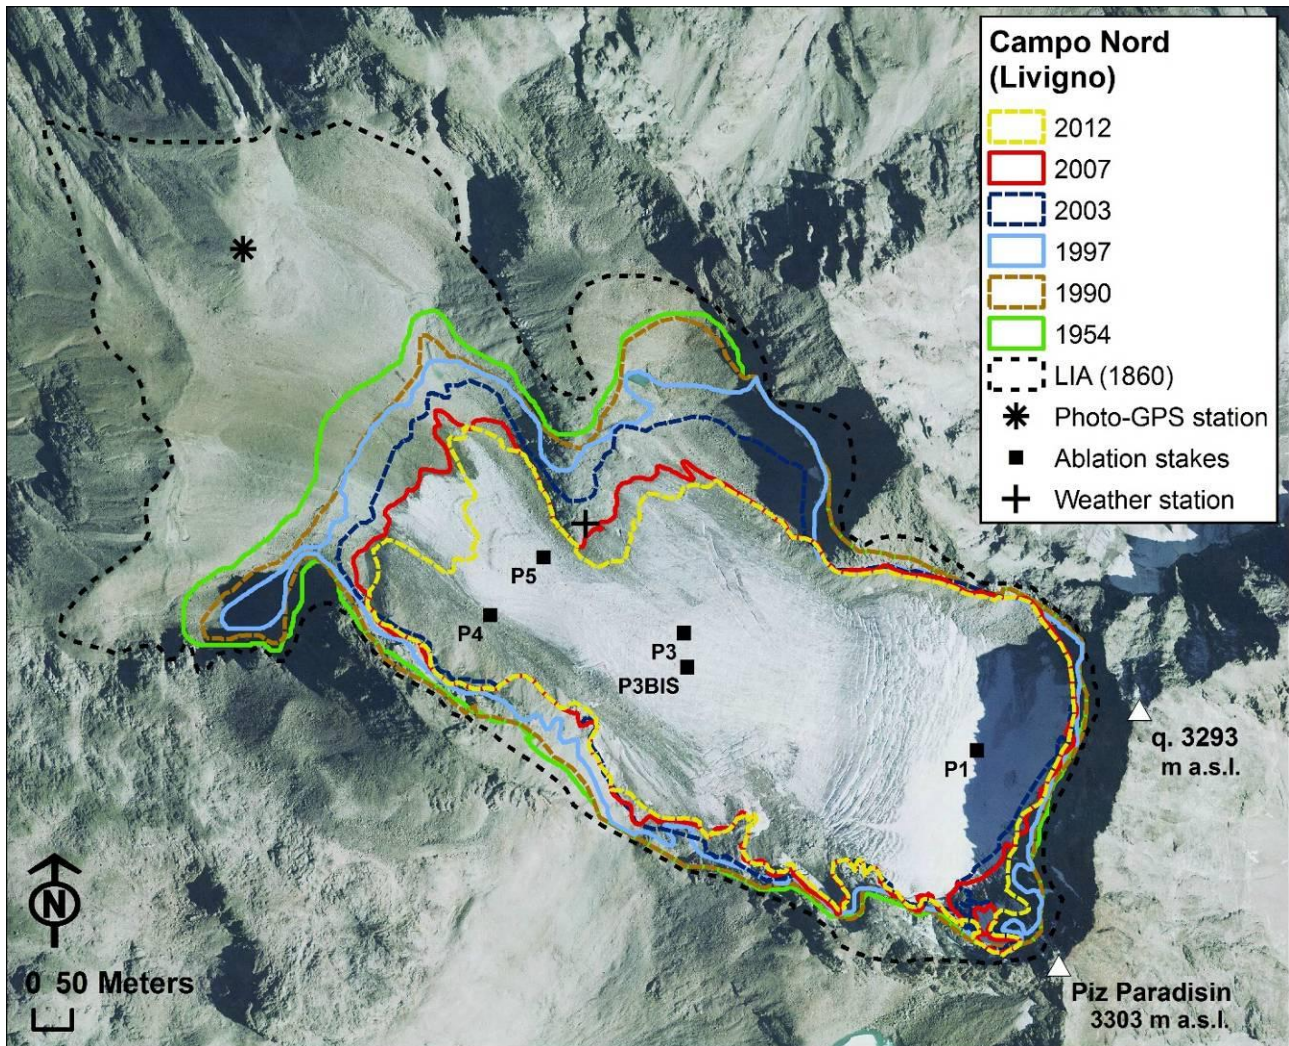 Campo Nord
(Livigno)
2012
2007
2003
1997
1990
1954
LIA (1860)
Photo-GPS station
Ablation stakes
Weather station
P5
P4
P3
P3BIS
P1
q. 3293
m a.s.l.
N
0 50 Meters
Piz Paradisin
3303 m a.s.l.